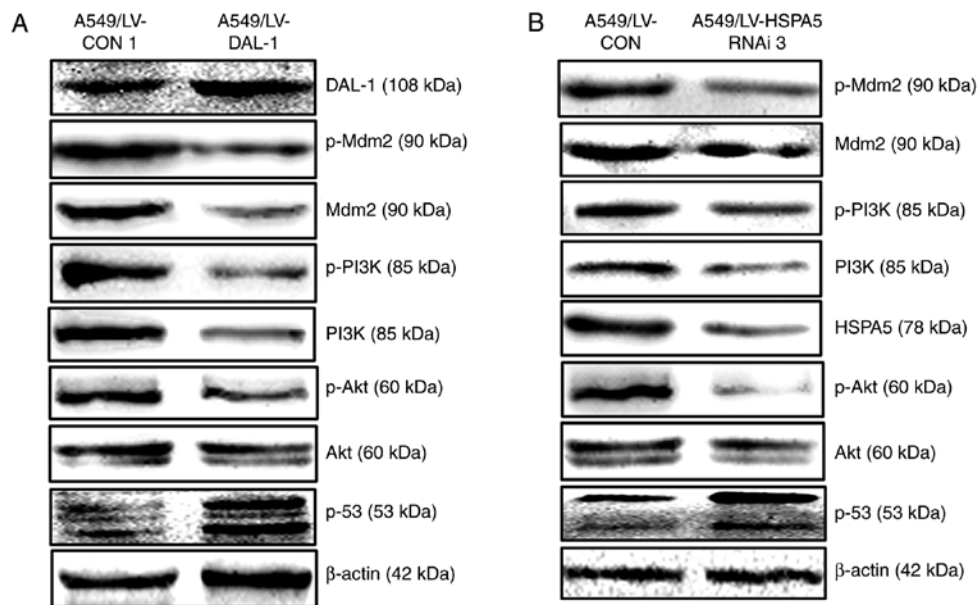 A
A549/LV-
CON 1
A549/LV-
DAL-1
DAL-1 (108 kDa)
p-Mdm2 (90 kDa)
Mdm2 (90 kDa)
p-PI3K (85 kDa)
PI3K (85 kDa)
p-Akt (60 kDa)
Akt (60 kDa)
p-53 (53 kDa)
β-actin (42 kDa)
B
A549/LV-
CON
A549/LV-HSPA5
RNAi 3
p-Mdm2 (90 kDa)
Mdm2 (90 kDa)
p-PI3K (85 kDa)
PI3K (85 kDa)
HSPA5 (78 kDa)
p-Akt (60 kDa)
Akt (60 kDa)
p-53 (53 kDa)
β-actin (42 kDa)